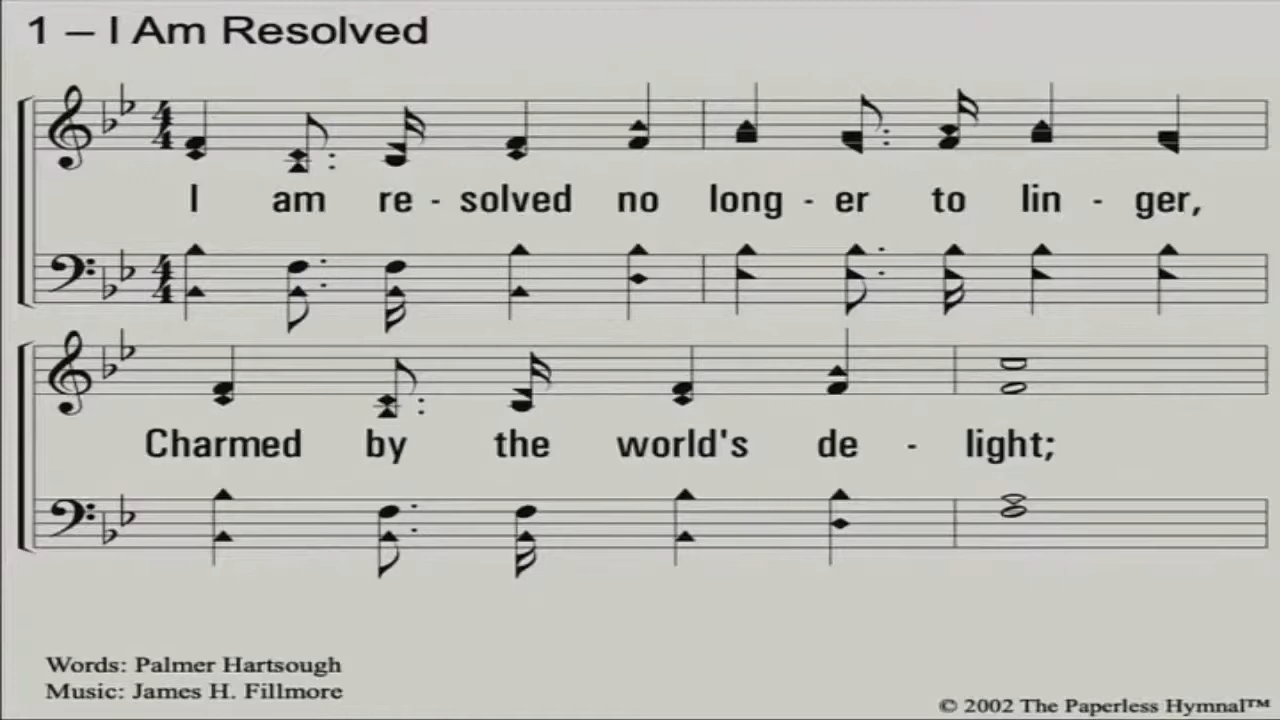 1 – I Am Resolved
I am re - solved no long - er to lin - ger,
Charmed by the world's de - light;
Words: Palmer Hartsough
Music: James H. Fillmore
© 2002 The Paperless Hymnal™